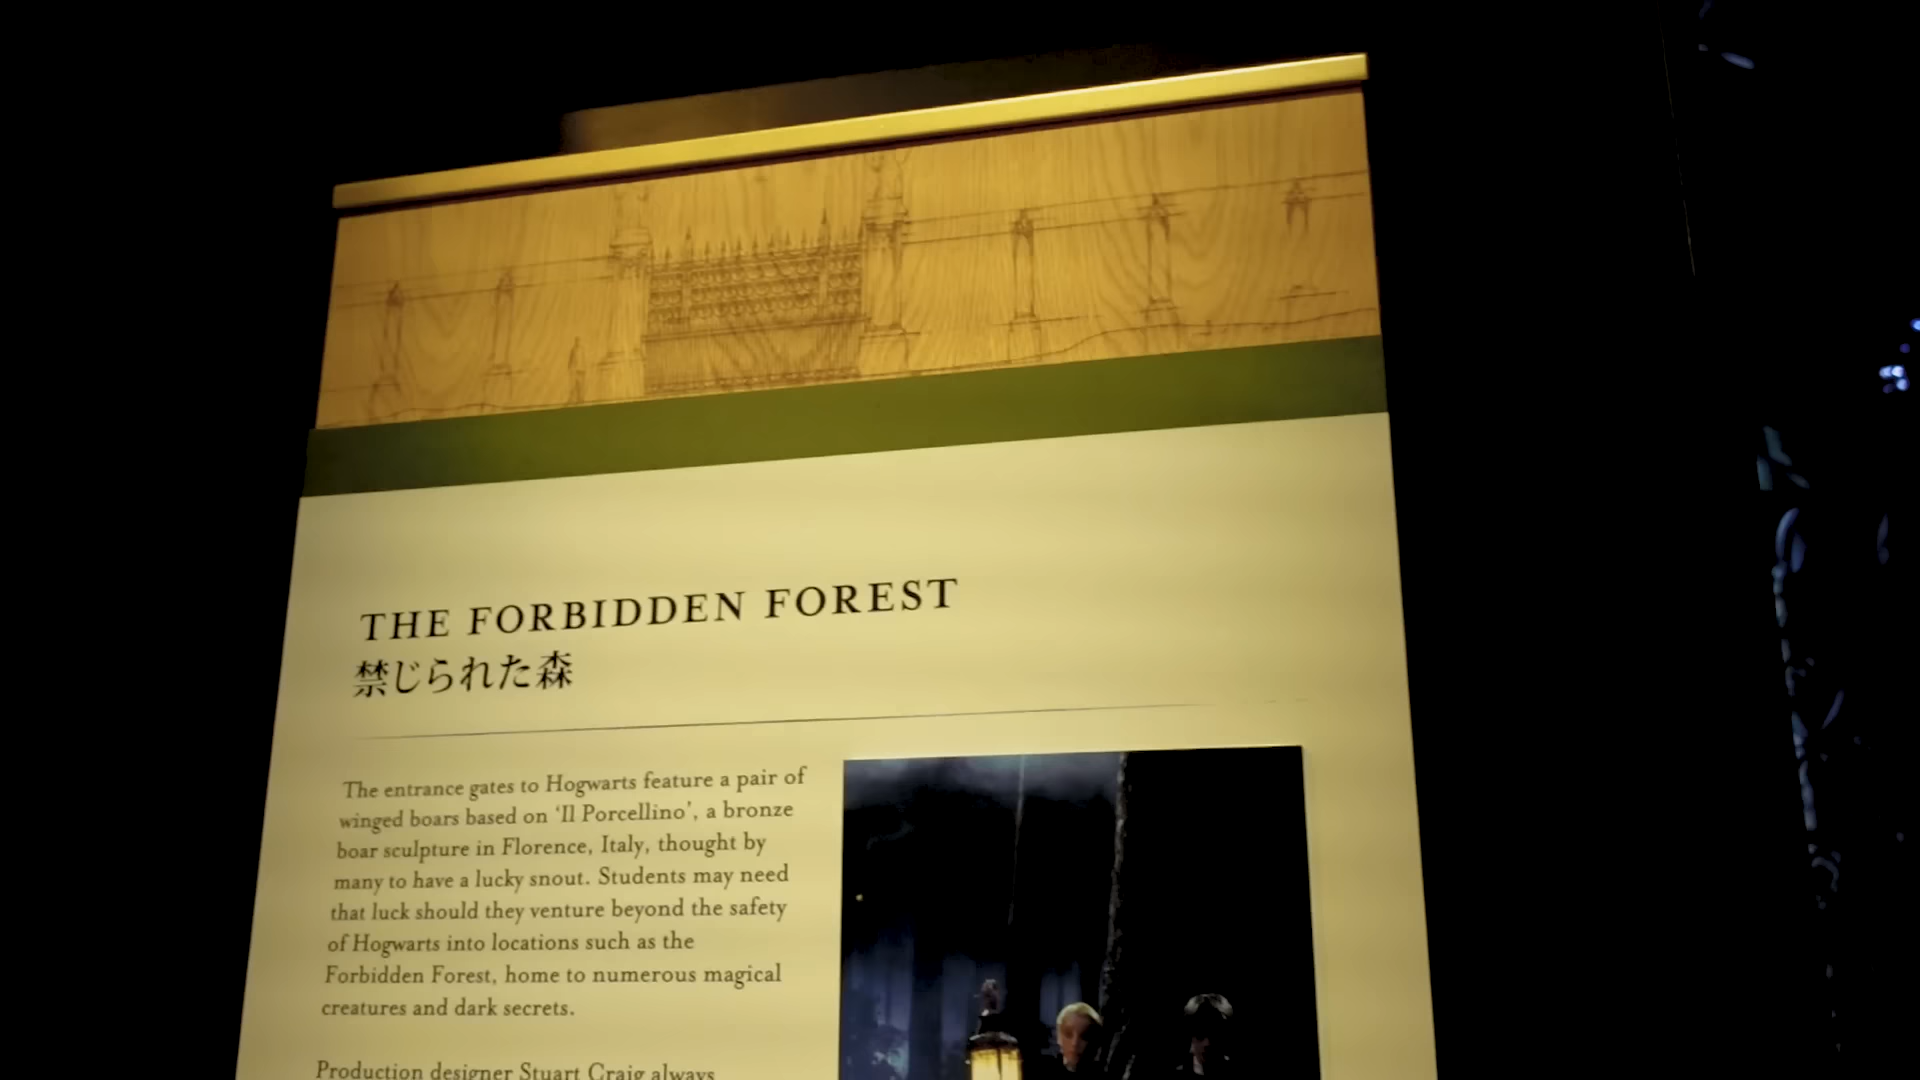 THE FORBIDDEN FOREST
禁じられた森
The entrance gates to Hogwarts feature a pair of
winged boars based on ‘Il Porcellino’, a bronze
boar sculpture in Florence, Italy, thought by
many to have a lucky snout. Students may need
that luck should they venture beyond the safety
of Hogwarts into locations such as the
Forbidden Forest, home to numerous magical
creatures and dark secrets.
Production designer Stuart Craig always